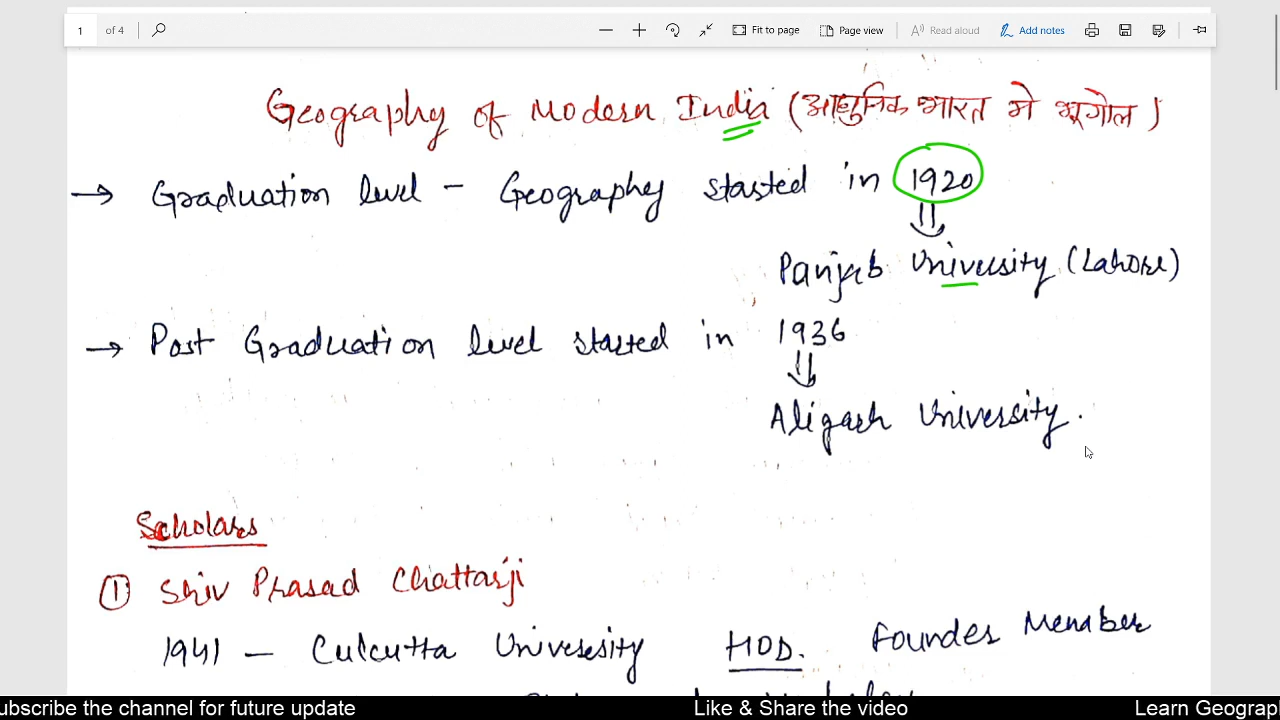 1 of 4 Fit to page Page view Read aloud Add notes
Geography of Modern India (आधुनिक भारत मे भूगोल)
→ Graduation level - Geography started in 1920
Panjab University (Lahore)
→ Post Graduation level started in 1936
Aligarh University.
Scholars
① Shiv Prasad Chattarji
1941 - Culcutta University HOD. Founder Member
ubscribe the channel for future update Like & Share the video Learn Geograp